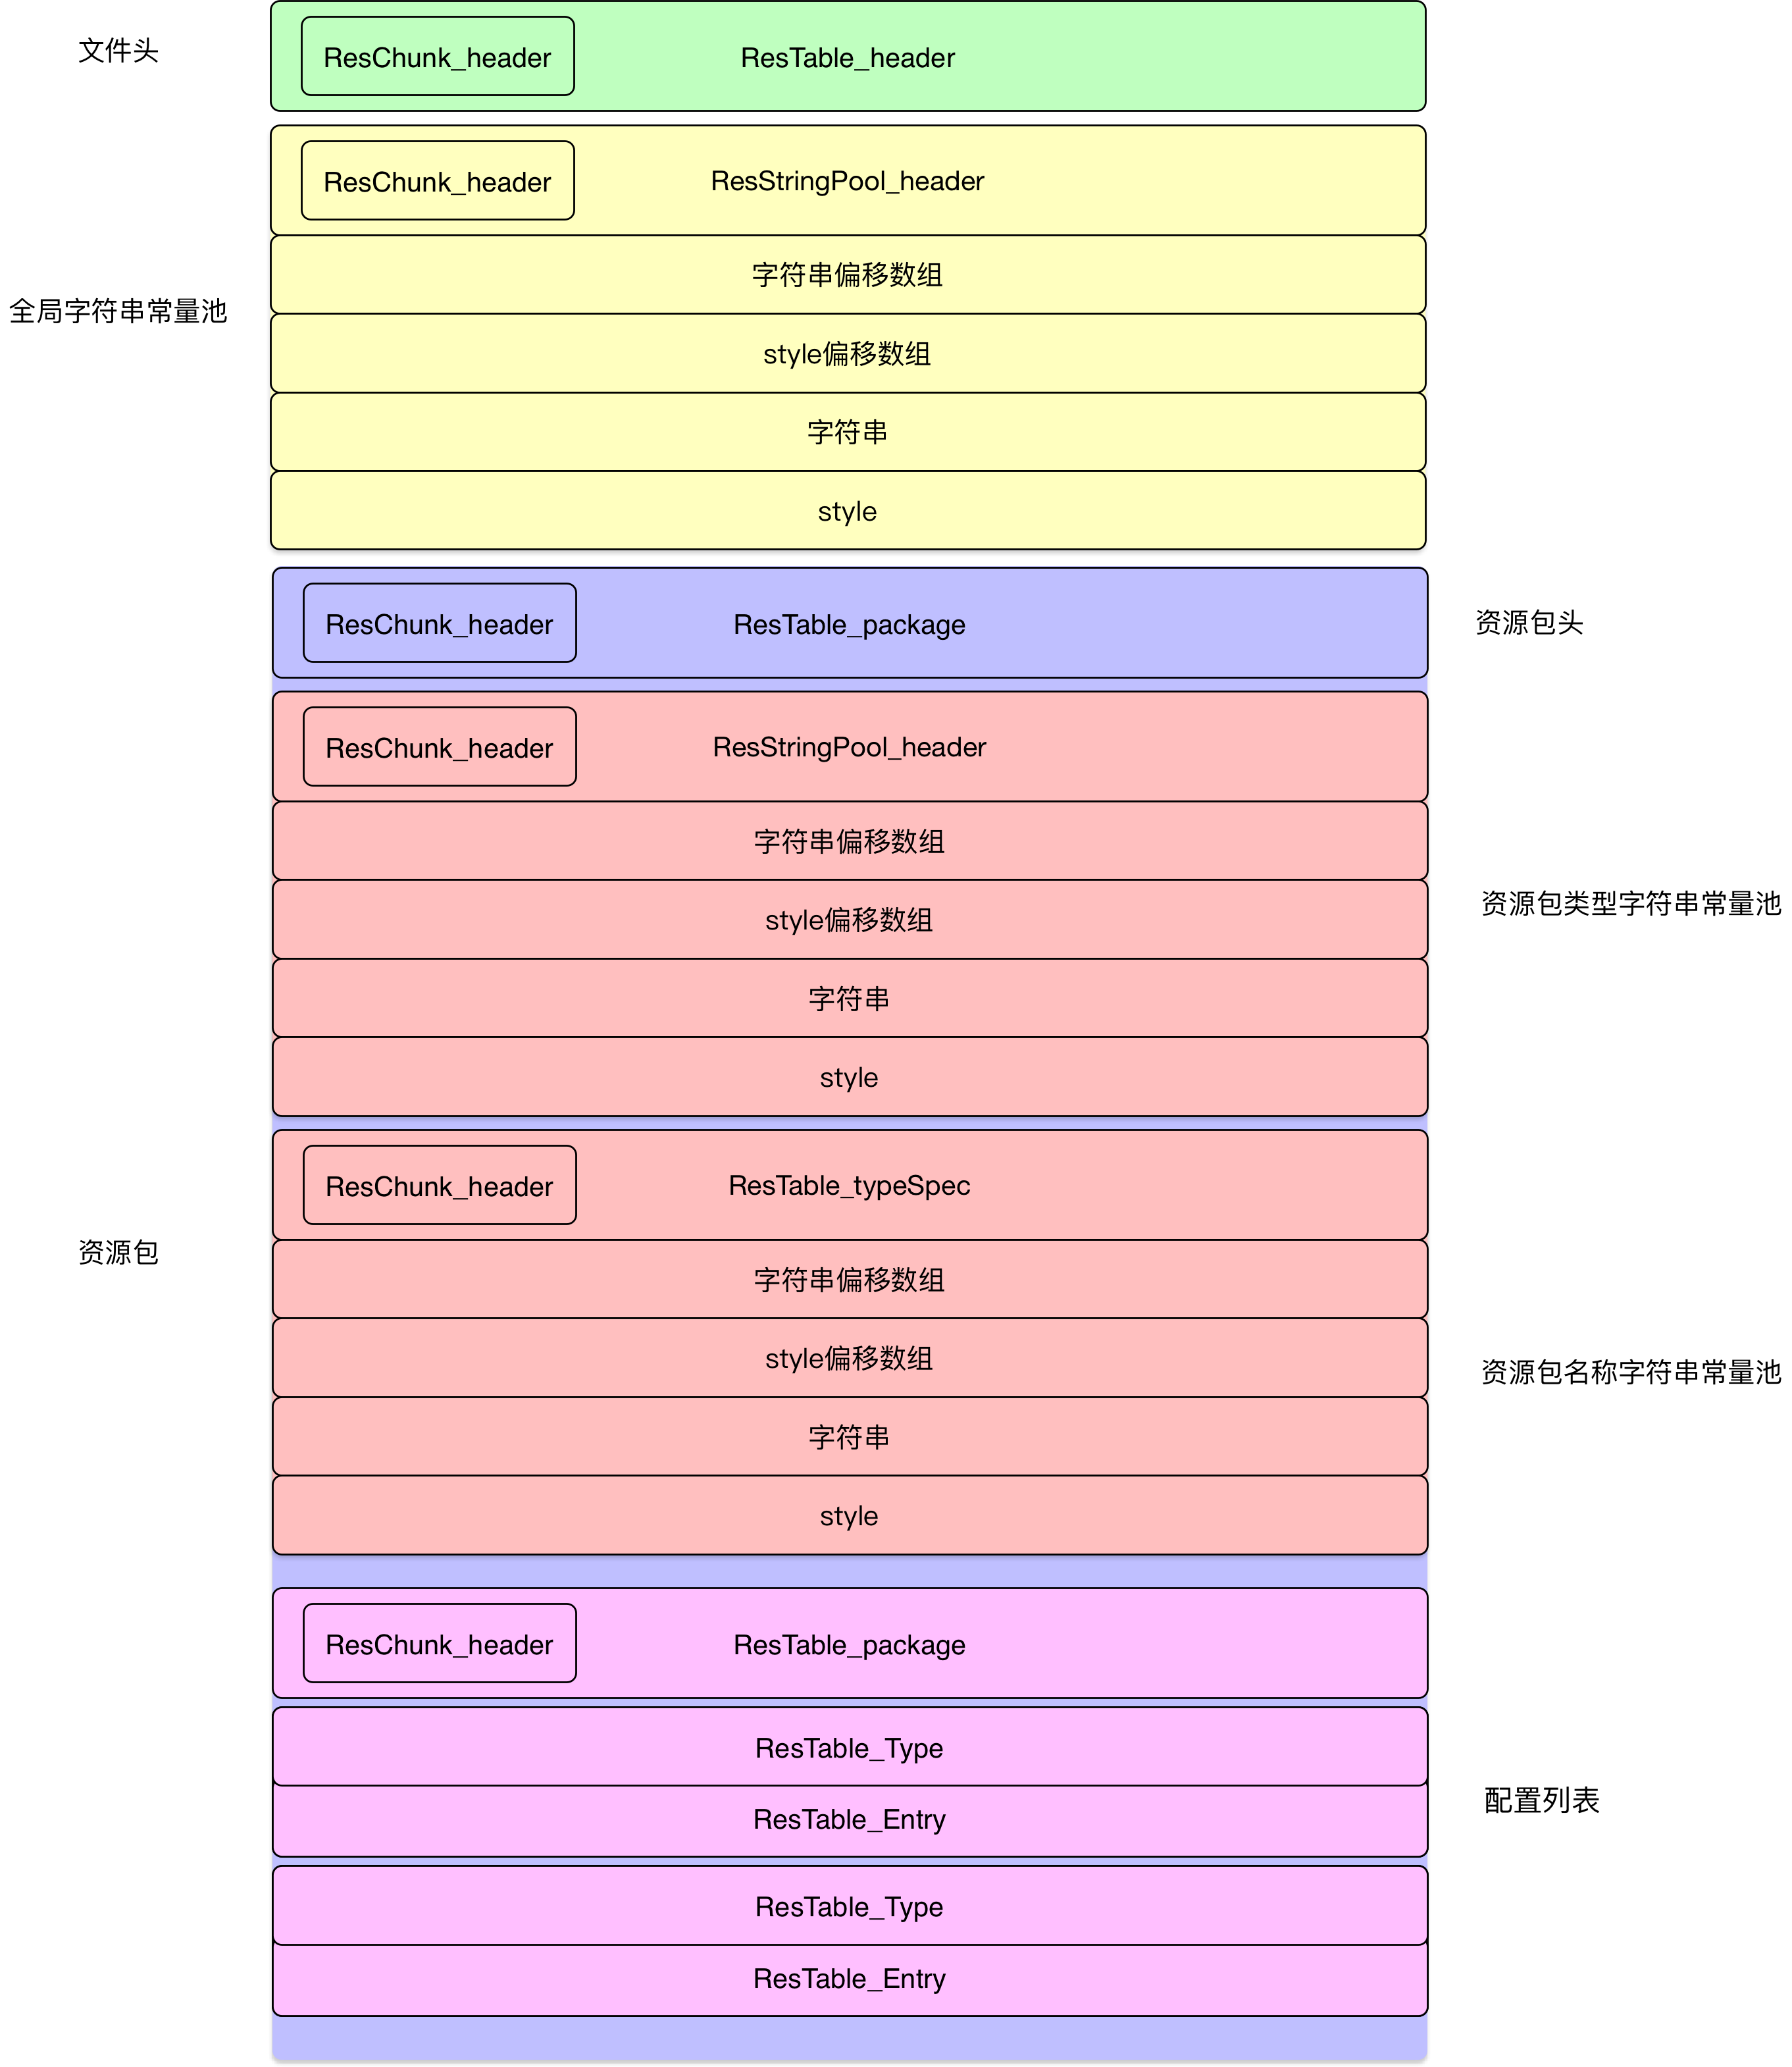 文件头
ResChunk_header
ResTable_header
全局字符串常量池
ResChunk_header
ResStringPool_header
字符串偏移数组
style偏移数组
字符串
style
资源包
ResChunk_header
ResTable_package
资源包头
ResChunk_header
ResStringPool_header
字符串偏移数组
style偏移数组
字符串
style
资源包类型字符串常量池
ResChunk_header
ResTable_typeSpec
字符串偏移数组
style偏移数组
字符串
style
资源包名称字符串常量池
ResChunk_header
ResTable_package
ResTable_Type
ResTable_Entry
ResTable_Type
ResTable_Entry
配置列表